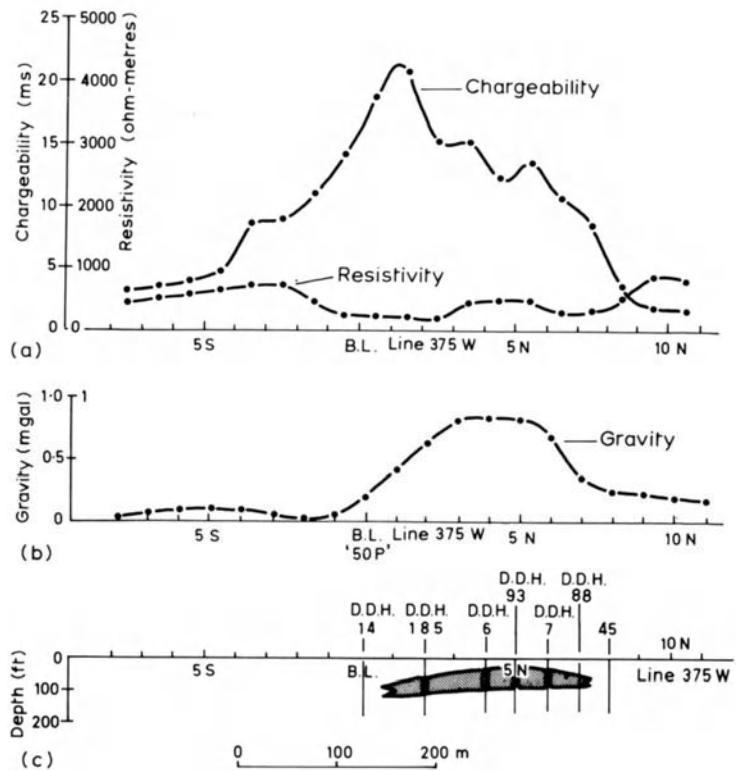 25 5000
20 4000
15 3000
10 2000
5 1000
0 0
Chargeability (ms)
Resistivity (ohm-metres)
Chargeability
Resistivity
(a)
5 S B.L. Line 375 W 5 N 10 N
1·0 1
0·5
0
Gravity (mgal)
Gravity
(b)
5 S B.L. Line 375 W 5 N 10 N
'50P'
D.D.H. D.D.H.
93 88
D.D.H. D.D.H. D.D.H. D.D.H.
14 1 8 5 6 7 45
10 N
0
100
200
Depth (ft)
5 S B.L. 5 N Line 375 W
(c)
0 100 200 m